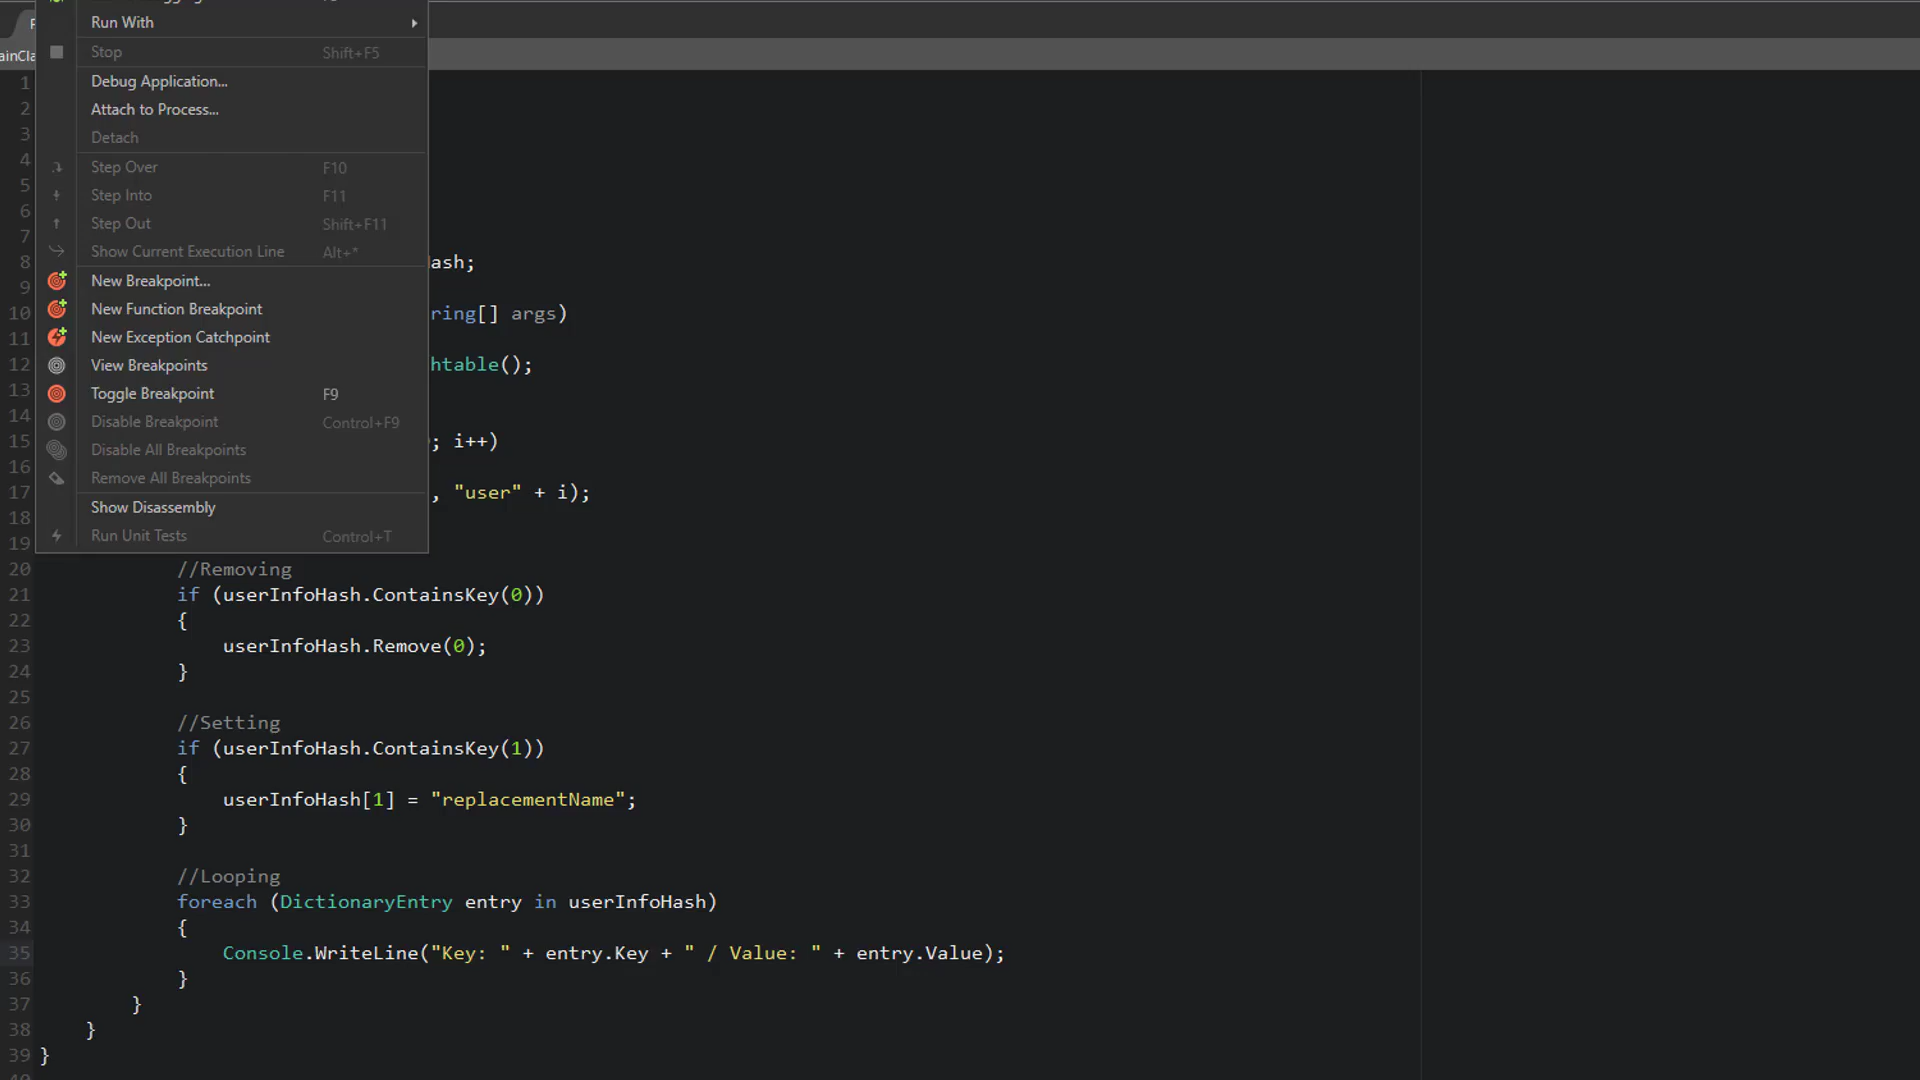 Run With
Stop Shift+F5
ainCla
Debug Application...
Attach to Process...
Detach
Step Over F10
Step Into F11
Step Out Shift+F11
Show Current Execution Line Alt+*
New Breakpoint...
New Function Breakpoint
New Exception Catchpoint
View Breakpoints
Toggle Breakpoint F9
Disable Breakpoint Control+F9
Disable All Breakpoints
Remove All Breakpoints
Show Disassembly
Run Unit Tests Control+T
1
2
3
4
5
6
7
8 ash;
9
10 ring[] args)
11
12 htable();
13
14
15 ; i++)
16
17 , "user" + i);
18
19
20 //Removing
21 if (userInfoHash.ContainsKey(0))
22 {
23 userInfoHash.Remove(0);
24 }
25
26 //Setting
27 if (userInfoHash.ContainsKey(1))
28 {
29 userInfoHash[1] = "replacementName";
30 }
31
32 //Looping
33 foreach (DictionaryEntry entry in userInfoHash)
34 {
35 Console.WriteLine("Key: " + entry.Key + " / Value: " + entry.Value);
36 }
37 }
38 }
39 }